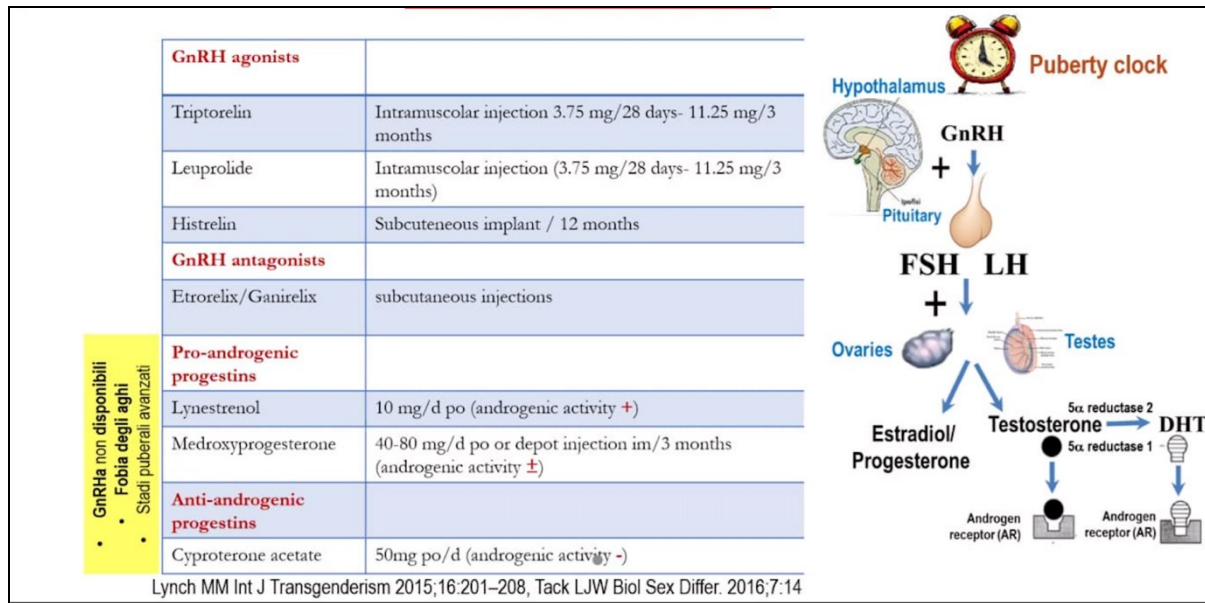 GnRH agonists
Triptorelin
Intramuscolar injection 3.75 mg/28 days- 11.25 mg/3
months
Leuprolide
Intramuscolar injection (3.75 mg/28 days- 11.25 mg/3
months)
Histrelin
Subcuteneous implant / 12 months
GnRH antagonists
Etrorelix/Ganirelix
subcutaneous injections
Pro-androgenic
progestins
Lynestrenol
10 mg/d po (androgenic activity +)
Medroxyprogesterone
40-80 mg/d po or depot injection im/3 months
(androgenic activity ±)
Anti-androgenic
progestins
Cyproterone acetate
50mg po/d (androgenic activity -)
• GnRHa non disponibili
• Fobia degli aghi
• Stadi puberali avanzati
Lynch MM Int J Transgenderism 2015;16:201–208, Tack LJW Biol Sex Differ. 2016;7:14
Puberty clock
Hypothalamus
GnRH
+
Ipofisi
Pituitary
FSH LH
+
Ovaries
Testes
Estradiol/
Progesterone
Testosterone
5α reductase 2
DHT
5α reductase 1
Androgen
receptor (AR)
Androgen
receptor (AR)